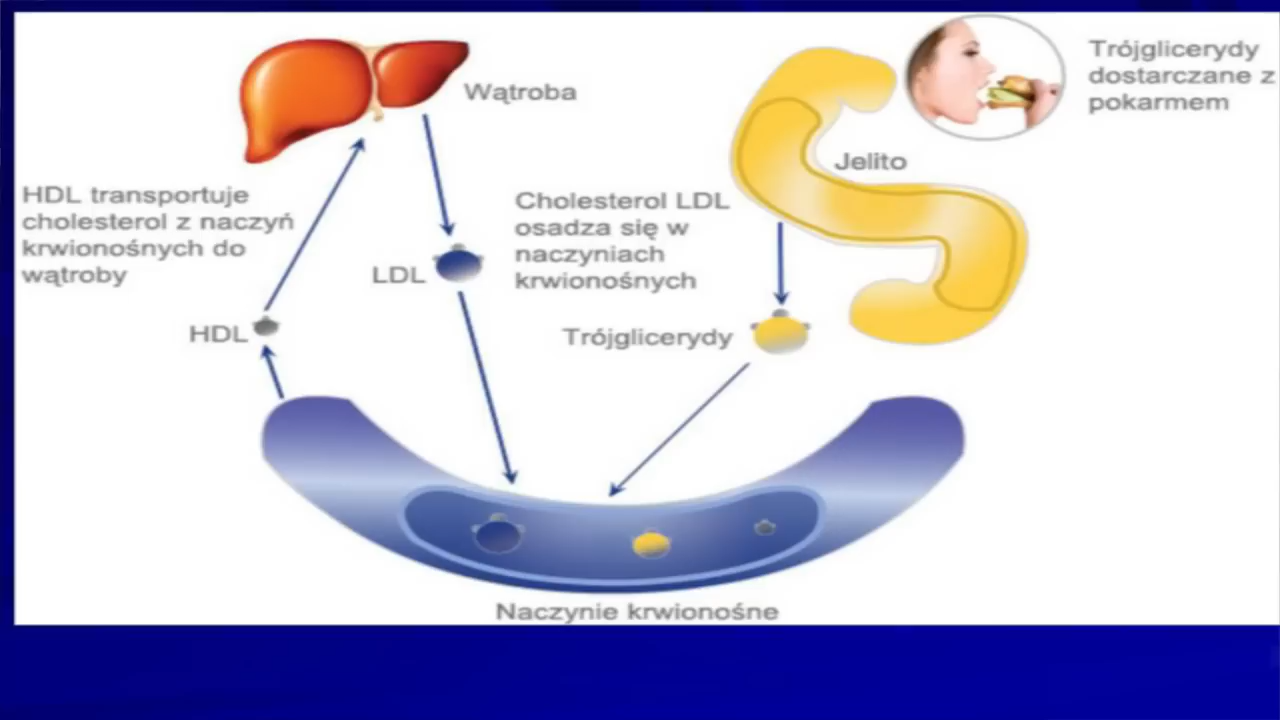 Trójglicerydy
dostarczane z
pokarmem
Wątroba
Jelito
HDL transportuje
cholesterol z naczyń
krwionośnych do
wątroby
Cholesterol LDL
osadza się w
naczyniach
krwionośnych
LDL
HDL
Trójglicerydy
Naczynie krwionośne